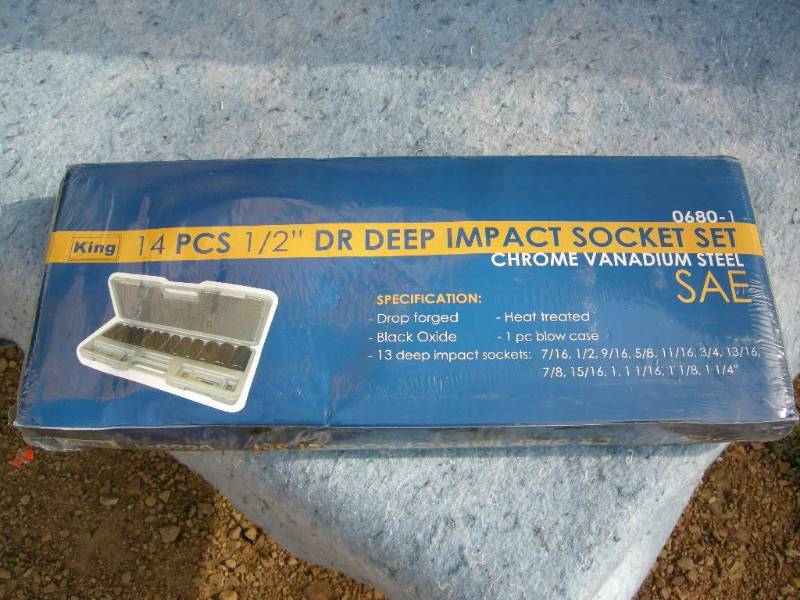 0680-1
King 14 PCS 1/2" DR DEEP IMPACT SOCKET SET
CHROME VANADIUM STEEL
SAE
SPECIFICATION:
- Drop forged - Heat treated
- Black Oxide - 1 pc blow case
- 13 deep impact sockets: 7/16, 1/2, 9/16, 5/8, 11/16, 3/4, 13/16,
7/8, 15/16, 1. 1 1/16, 1 1/8, 1 1/4"